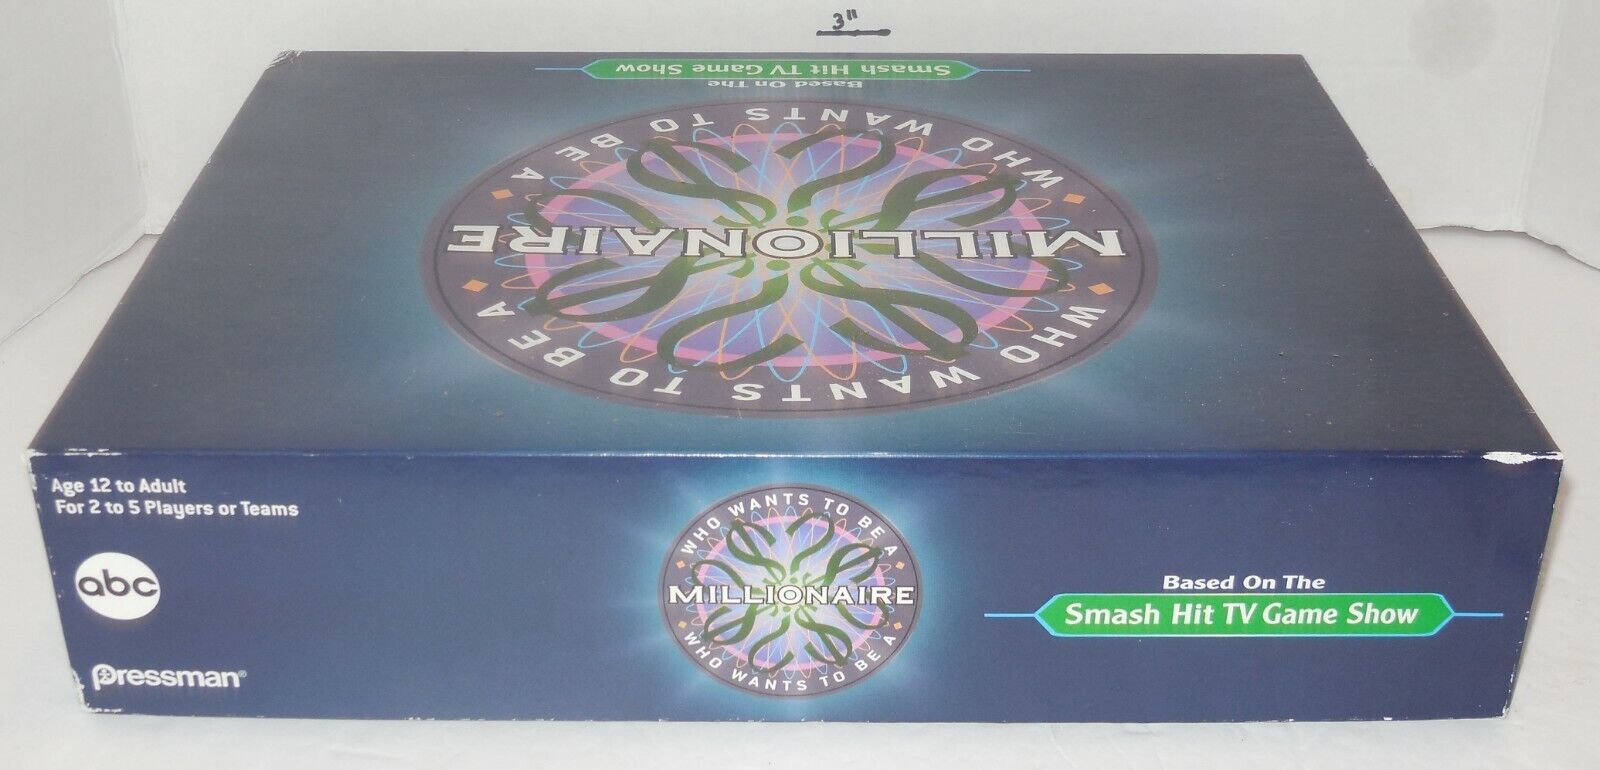 3"
Based On The
Smash Hit TV Game Show
WHO WANTS TO BE A
MILLIONAIRE
WHO WANTS TO BE A
Age 12 to Adult
For 2 to 5 Players or Teams
abc
Pressman®
WHO WANTS TO BE A
MILLIONAIRE
WHO WANTS TO BE A
Based On The
Smash Hit TV Game Show